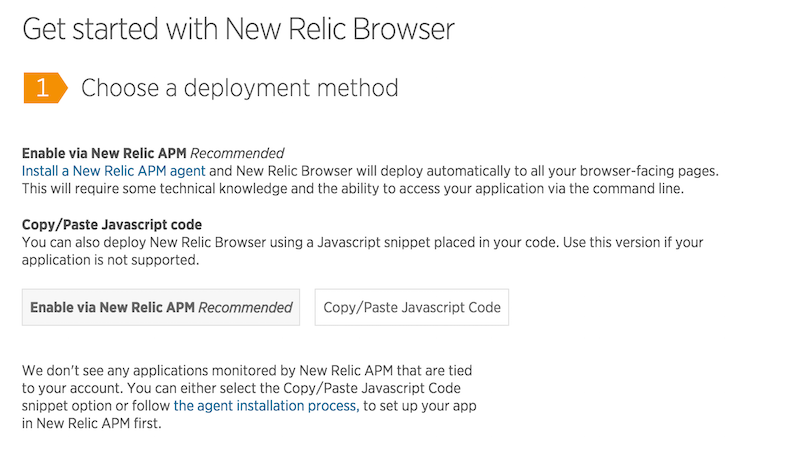 Get started with New Relic Browser
1 Choose a deployment method
Enable via New Relic APM Recommended
Install a New Relic APM agent and New Relic Browser will deploy automatically to all your browser-facing pages.
This will require some technical knowledge and the ability to access your application via the command line.
Copy/Paste Javascript code
You can also deploy New Relic Browser using a Javascript snippet placed in your code. Use this version if your
application is not supported.
Enable via New Relic APM Recommended Copy/Paste Javascript Code
We don't see any applications monitored by New Relic APM that are tied
to your account. You can either select the Copy/Paste Javascript Code
snippet option or follow the agent installation process, to set up your app
in New Relic APM first.